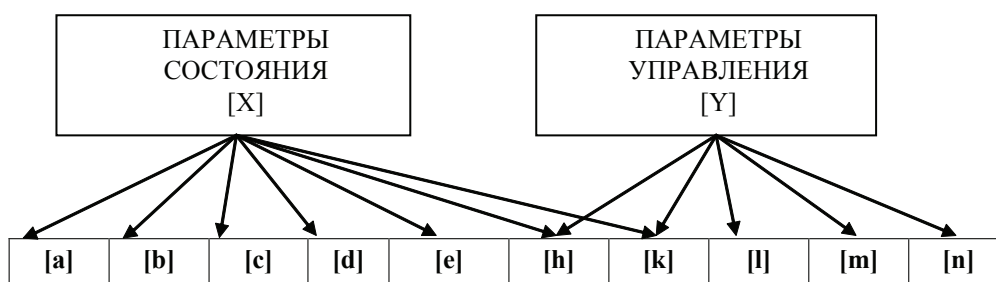 ПАРАМЕТРЫ
СОСТОЯНИЯ
[X]
ПАРАМЕТРЫ
УПРАВЛЕНИЯ
[Y]
[a] [b] [c] [d] [e] [h] [k] [l] [m] [n]